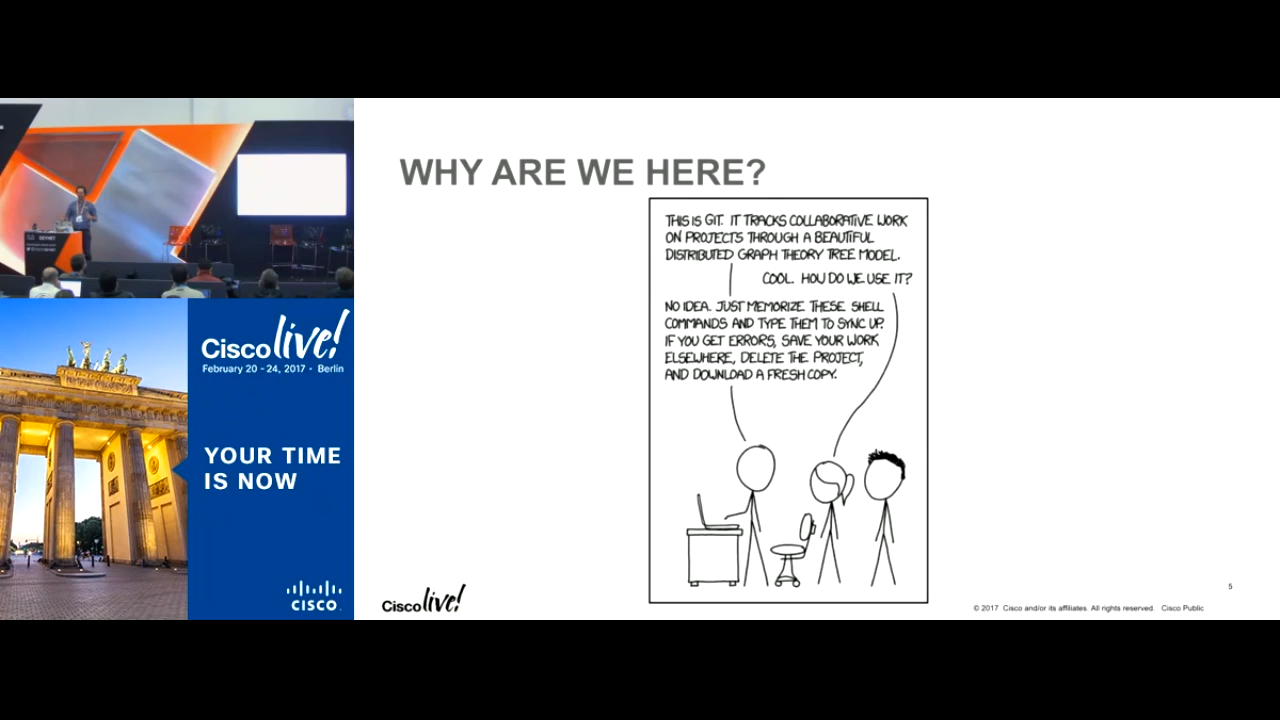 WHY ARE WE HERE?
THIS IS GIT. IT TRACKS COLLABORATIVE WORK
ON PROJECTS THROUGH A BEAUTIFUL
DISTRIBUTED GRAPH THEORY TREE MODEL.
COOL. HOW DO WE USE IT?
NO IDEA. JUST MEMORIZE THESE SHELL
COMMANDS AND TYPE THEM TO SYNC UP.
IF YOU GET ERRORS, SAVE YOUR WORK
ELSEWHERE, DELETE THE PROJECT,
AND DOWNLOAD A FRESH COPY.
Cisco live!
February 20 - 24, 2017 • Berlin
YOUR TIME
IS NOW
CISCO.
Cisco live!
5
© 2017 Cisco and/or its affiliates. All rights reserved. Cisco Public